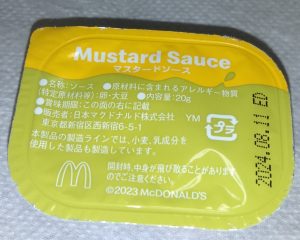 Mustard Sauce
マスタードソース
●名称:ソース ●原材料に含まれるアレルギー物質
(特定原材料等):卵・大豆 ●内容量:20g
●賞味期限:この面の右に記載
●販売者:日本マクドナルド株式会社 YM
東京都新宿区西新宿6-5-1
本製品の製造ラインでは、小麦、乳成分を
使用した製品も製造しています。
プラ
開封時、中身が飛び散ることがあります
のでご注意ください。
©2023 McDONALD'S
2024.08.11 ED